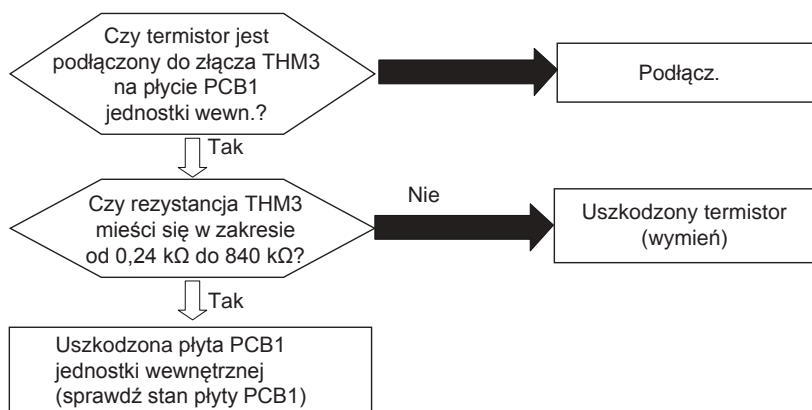 Czy termistor jest
podłączony do złącza THM3
na płycie PCB1
jednostki wewn.?
Podłącz.
Tak
Czy rezystancja THM3
mieści się w zakresie
od 0,24 kΩ do 840 kΩ?
Nie
Uszkodzony termistor
(wymień)
Tak
Uszkodzona płyta PCB1
jednostki wewnętrznej
(sprawdź stan płyty PCB1)